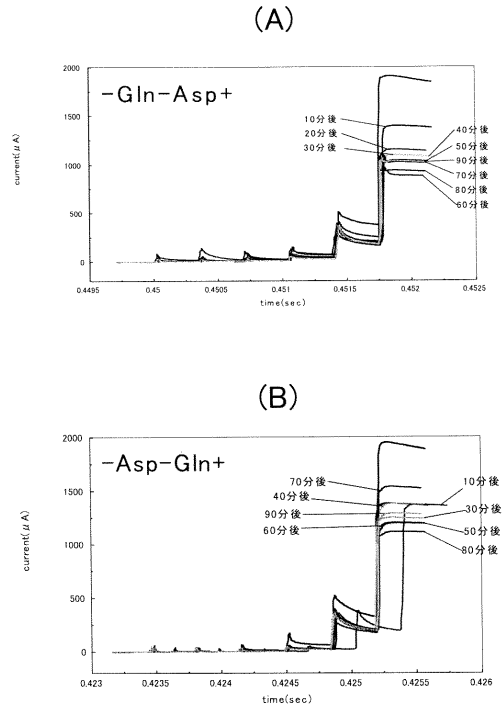 (A)
-Gln-Asp+
current(μA)
2000
1500
1000
500
0
10分後
20分後
30分後
40分後
50分後
90分後
70分後
80分後
60分後
0.4495
0.45
0.4505
0.451
0.4515
0.452
0.4525
time(sec)
(B)
-Asp-Gln+
current(μA)
2000
1500
1000
500
0
70分後
40分後
90分後
60分後
10分後
30分後
50分後
80分後
0.423
0.4235
0.424
0.4245
0.425
0.4255
0.426
time(sec)